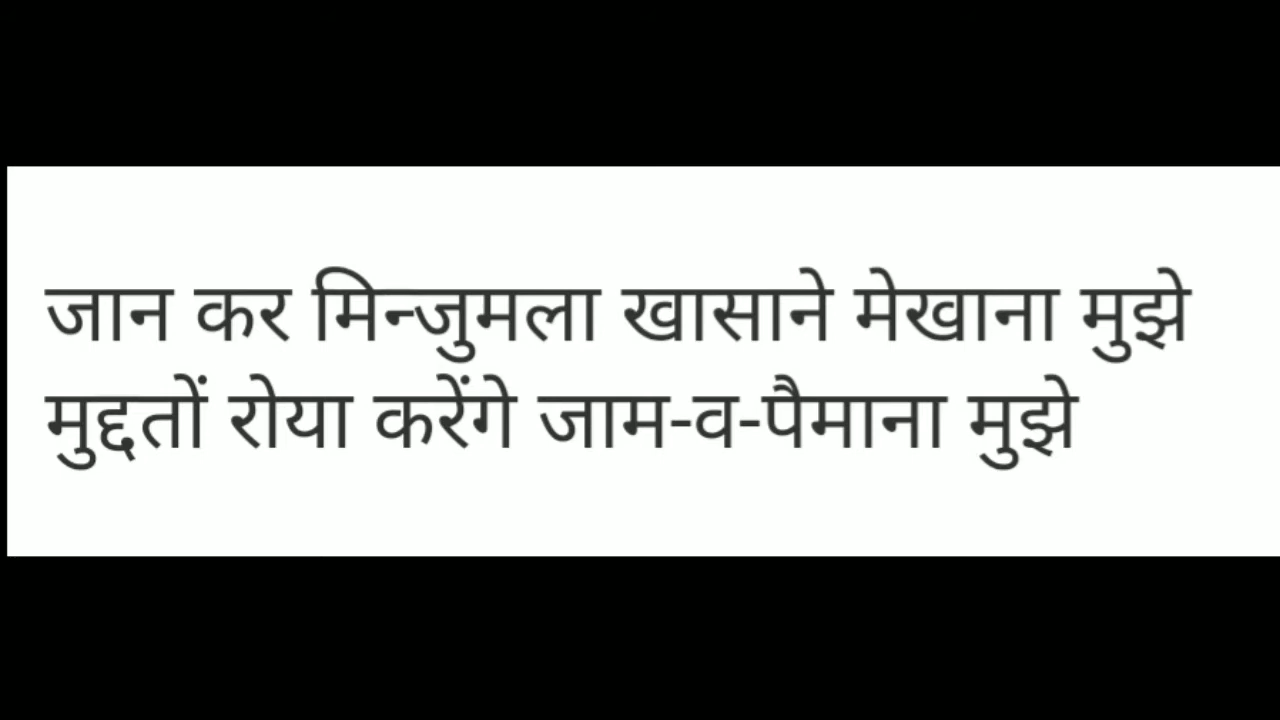 जान कर मिन्जुमला खासाने मेखाना मुझे
मुद्दतों रोया करेंगे जाम-व-पैमाना मुझे